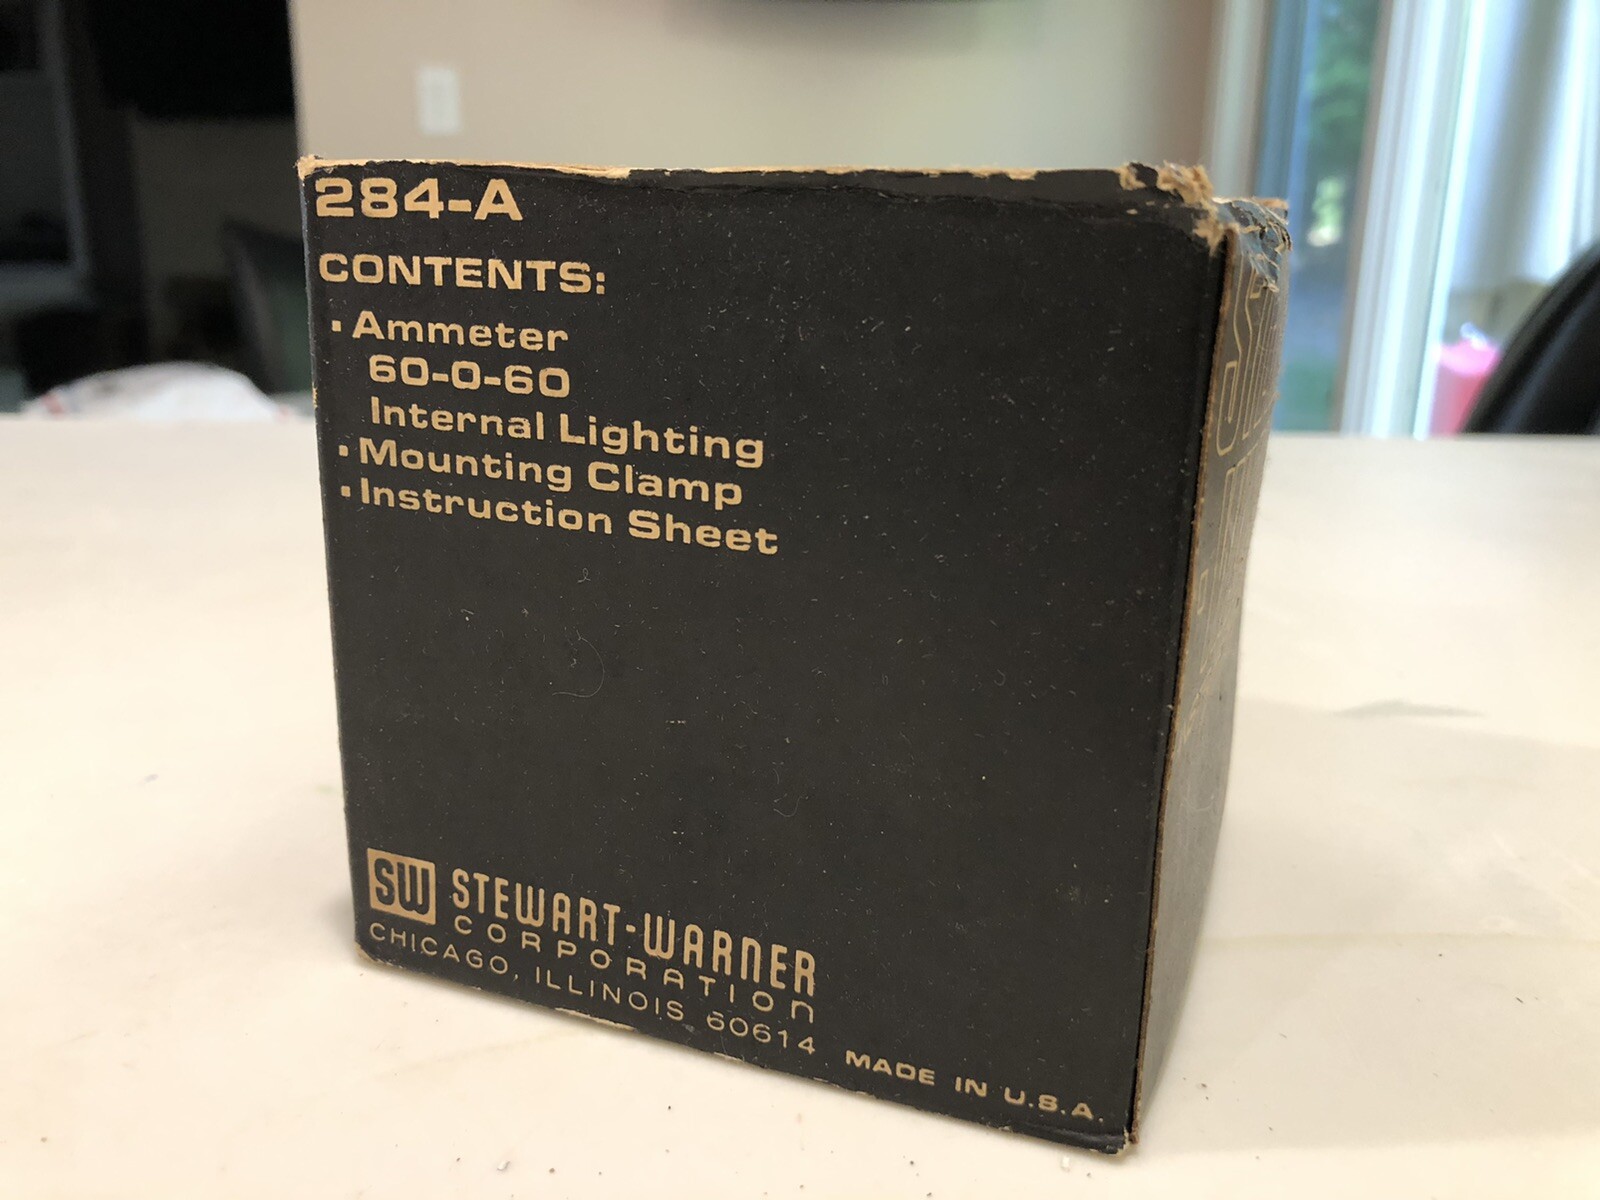 284-A
CONTENTS:
· Ammeter
60-0-60
Internal Lighting
· Mounting Clamp
· Instruction Sheet
SW STEWART-WARNER
CORPORATION
CHICAGO, ILLINOIS 60614 MADE IN U.S.A.